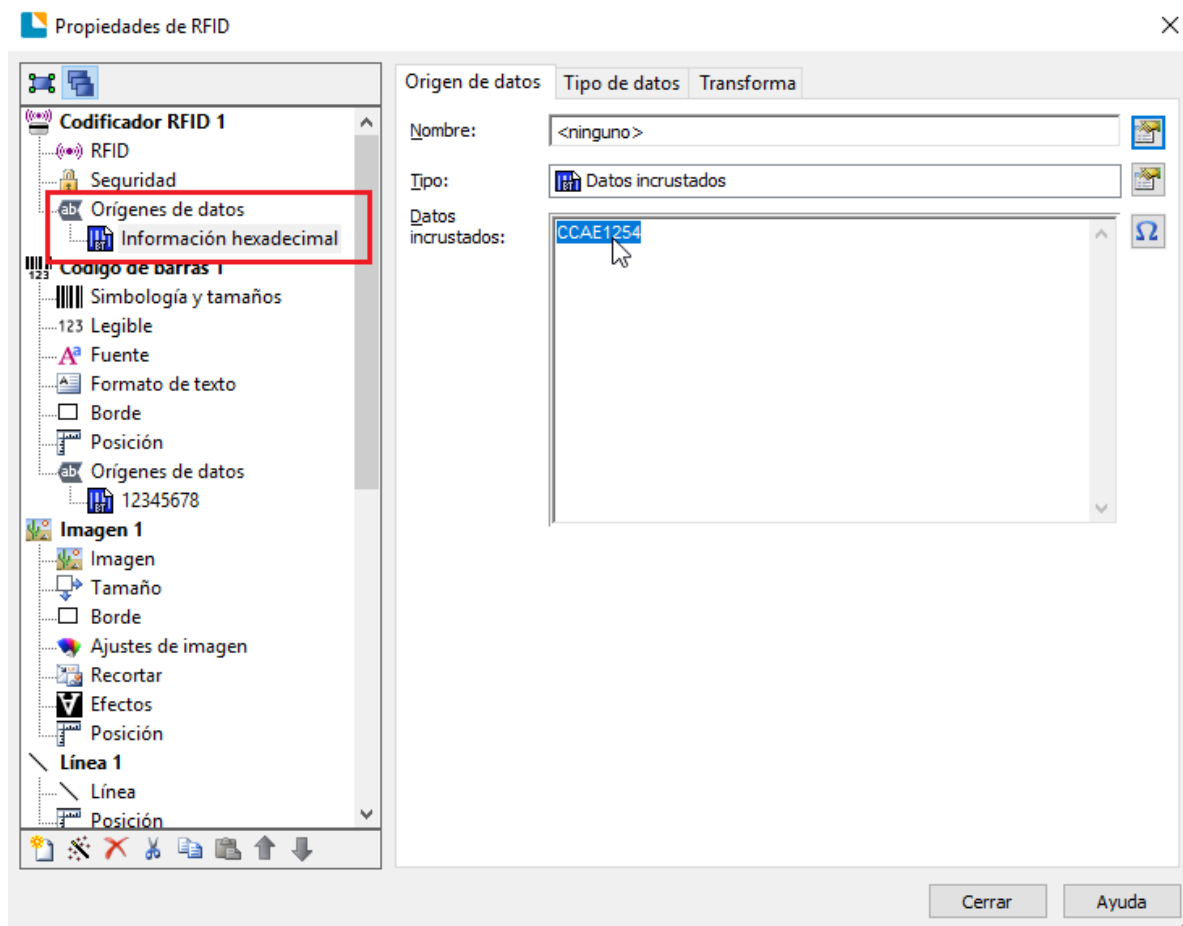 Propiedades de RFID
Codificador RFID 1
RFID
Seguridad
Orígenes de datos
Información hexadecimal
Código de barras 1
Simbología y tamaños
123 Legible
Fuente
Formato de texto
Borde
Posición
Orígenes de datos
12345678
Imagen 1
Imagen
Tamaño
Borde
Ajustes de imagen
Recortar
Efectos
Posición
Línea 1
Línea
Posición
Origen de datos Tipo de datos Transforma
Nombre: <ninguno>
Tipo: Datos incrustados
Datos
incrustados: CCAE1254
Cerrar Ayuda